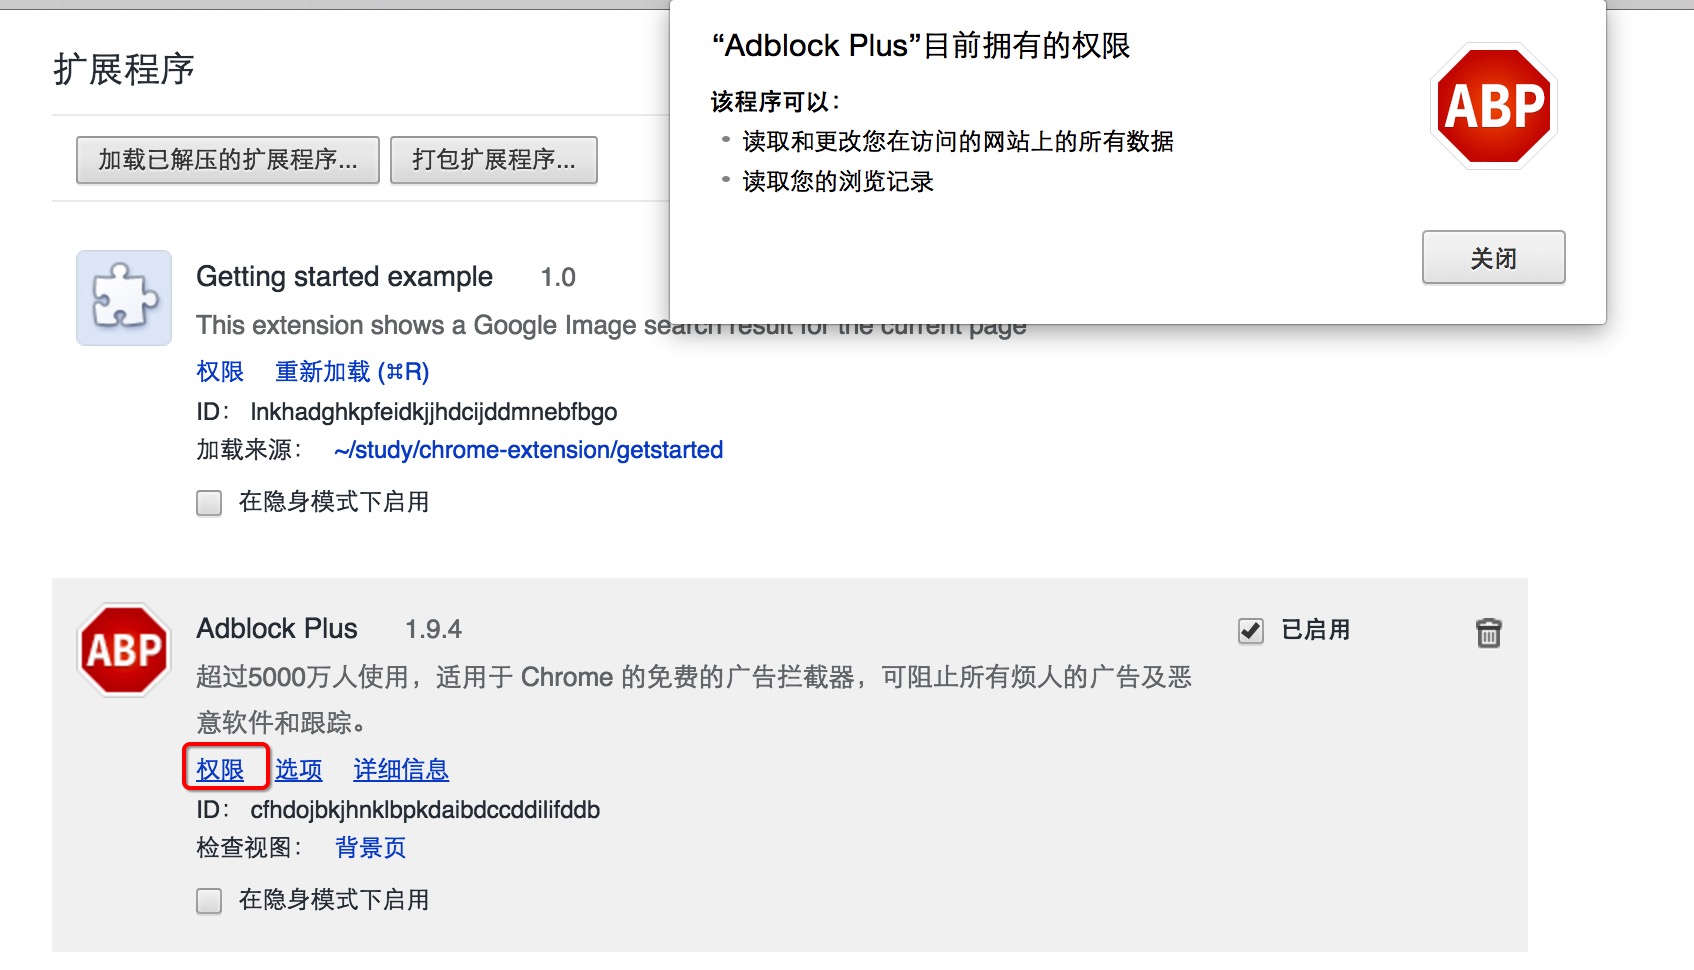 扩展程序
加载已解压的扩展程序... 打包扩展程序...
“Adblock Plus”目前拥有的权限
该程序可以：
• 读取和更改您在访问的网站上的所有数据
• 读取您的浏览记录
ABP
关闭
Getting started example 1.0
This extension shows a Google Image search result for the current page
权限 重新加载 (⌘R)
ID： lnkhadghkpfeidkjjhdcijddmnebfbgo
加载来源： ~/study/chrome-extension/getstarted
在隐身模式下启用
ABP
Adblock Plus 1.9.4 已启用
超过5000万人使用，适用于 Chrome 的免费的广告拦截器，可阻止所有烦人的广告及恶
意软件和跟踪。
权限 选项 详细信息
ID： cfhdojbkjhnklbpkdaibdccddilifddb
检查视图： 背景页
在隐身模式下启用